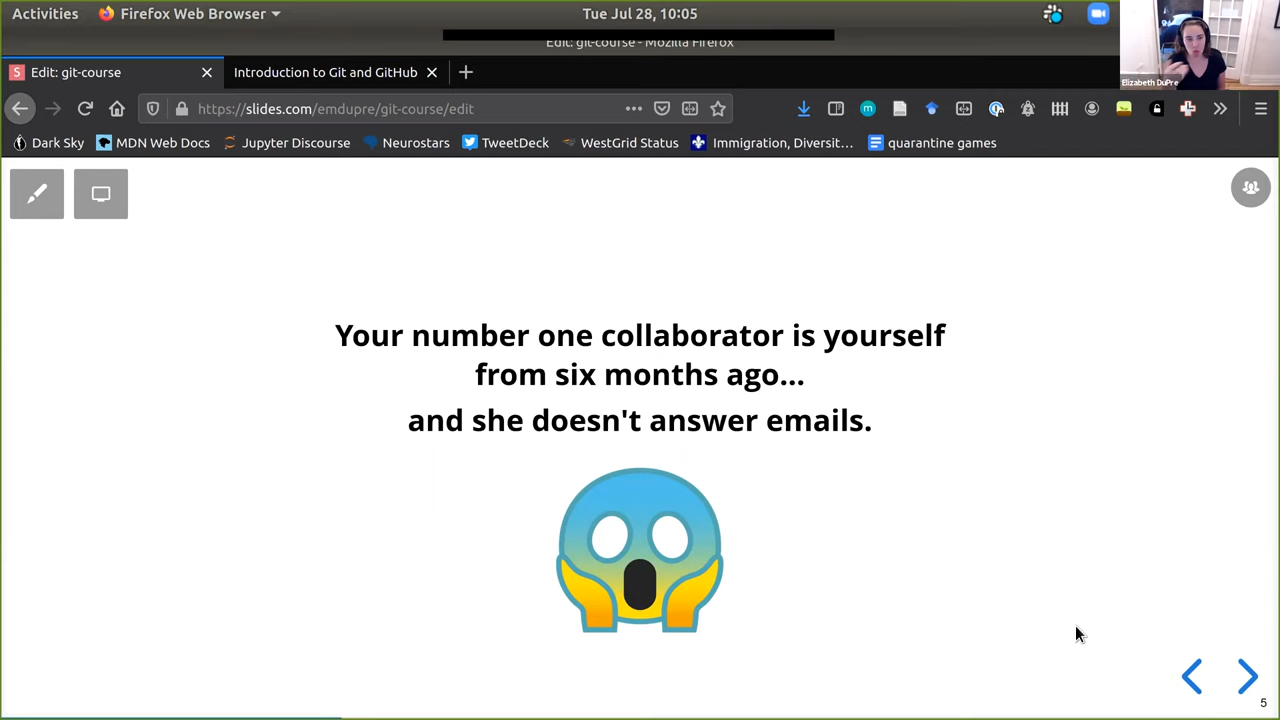 Activities
Firefox Web Browser
Tue Jul 28, 10:05
Edit: git-course - Mozilla Firefox
Elizabeth DuPre
S
Edit: git-course
Introduction to Git and GitHub
https://slides.com/emdupre/git-course/edit
Dark Sky
MDN Web Docs
Jupyter Discourse
Neurostars
TweetDeck
WestGrid Status
Immigration, Diversit…
quarantine games
Your number one collaborator is yourself
from six months ago...
and she doesn't answer emails.
5